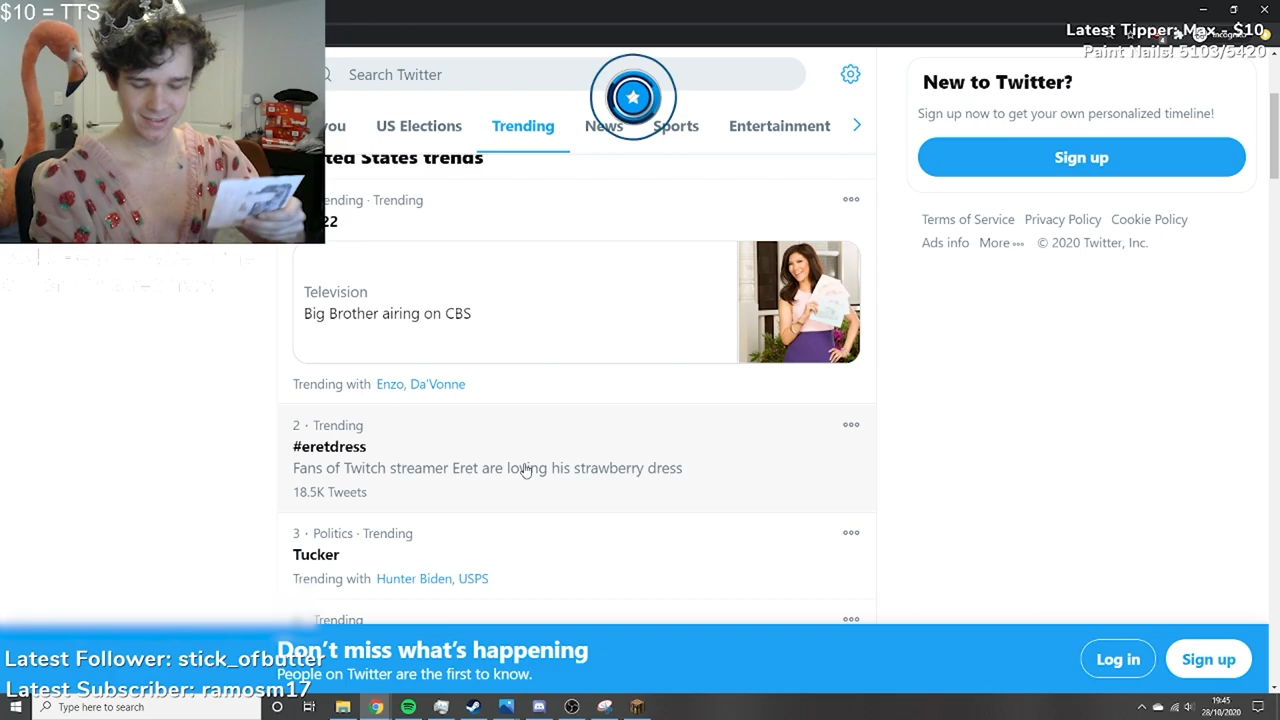 $10 = TTS
Latest Tipper: Max - $10
Paint Nails! 5103/5420
Search Twitter
you
US Elections
Trending
News
Sports
Entertainment
ted States trends
ending · Trending
22
Television
Big Brother airing on CBS
Trending with Enzo, Da'Vonne
2 · Trending
#eretdress
Fans of Twitch streamer Eret are loving his strawberry dress
18.5K Tweets
3 · Politics · Trending
Tucker
Trending with Hunter Biden, USPS
Trending
New to Twitter?
Sign up now to get your own personalized timeline!
Sign up
Terms of Service Privacy Policy Cookie Policy
Ads info More ··· © 2020 Twitter, Inc.
Don't miss what's happening
People on Twitter are the first to know.
Log in
Sign up
Latest Follower: stick_ofbutter
Latest Subscriber: ramosm17
Type here to search
19:45
28/10/2020